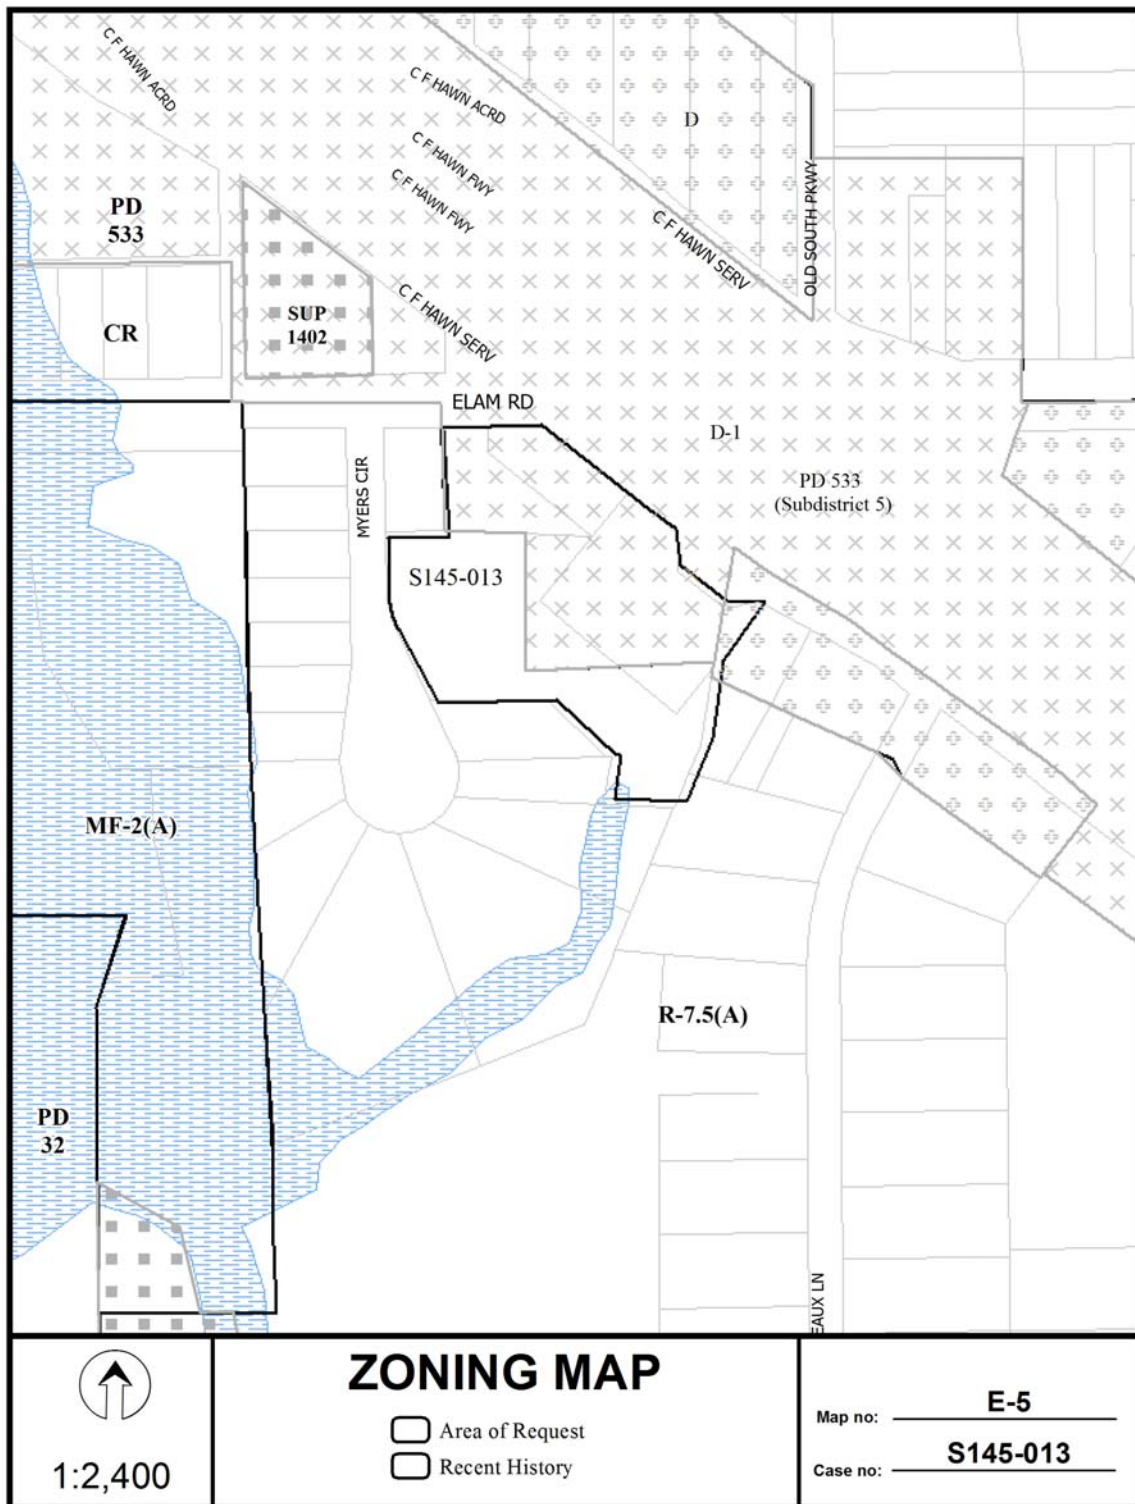 C F HAWN ACRD
C F HAWN ACRD
D
C F HAWN FWY
C F HAWN FWY
OLD SOUTH PKWY
PD
533
C F HAWN SERV
C F HAWN SERV
SUP
1402
CR
ELAM RD
D-1
PD 533
(Subdistrict 5)
MYERS CIR
S145-013
MF-2(A)
R-7.5(A)
PD
32
EAUX LN
ZONING MAP
Area of Request
Recent History
1:2,400
Map no: E-5
Case no: S145-013